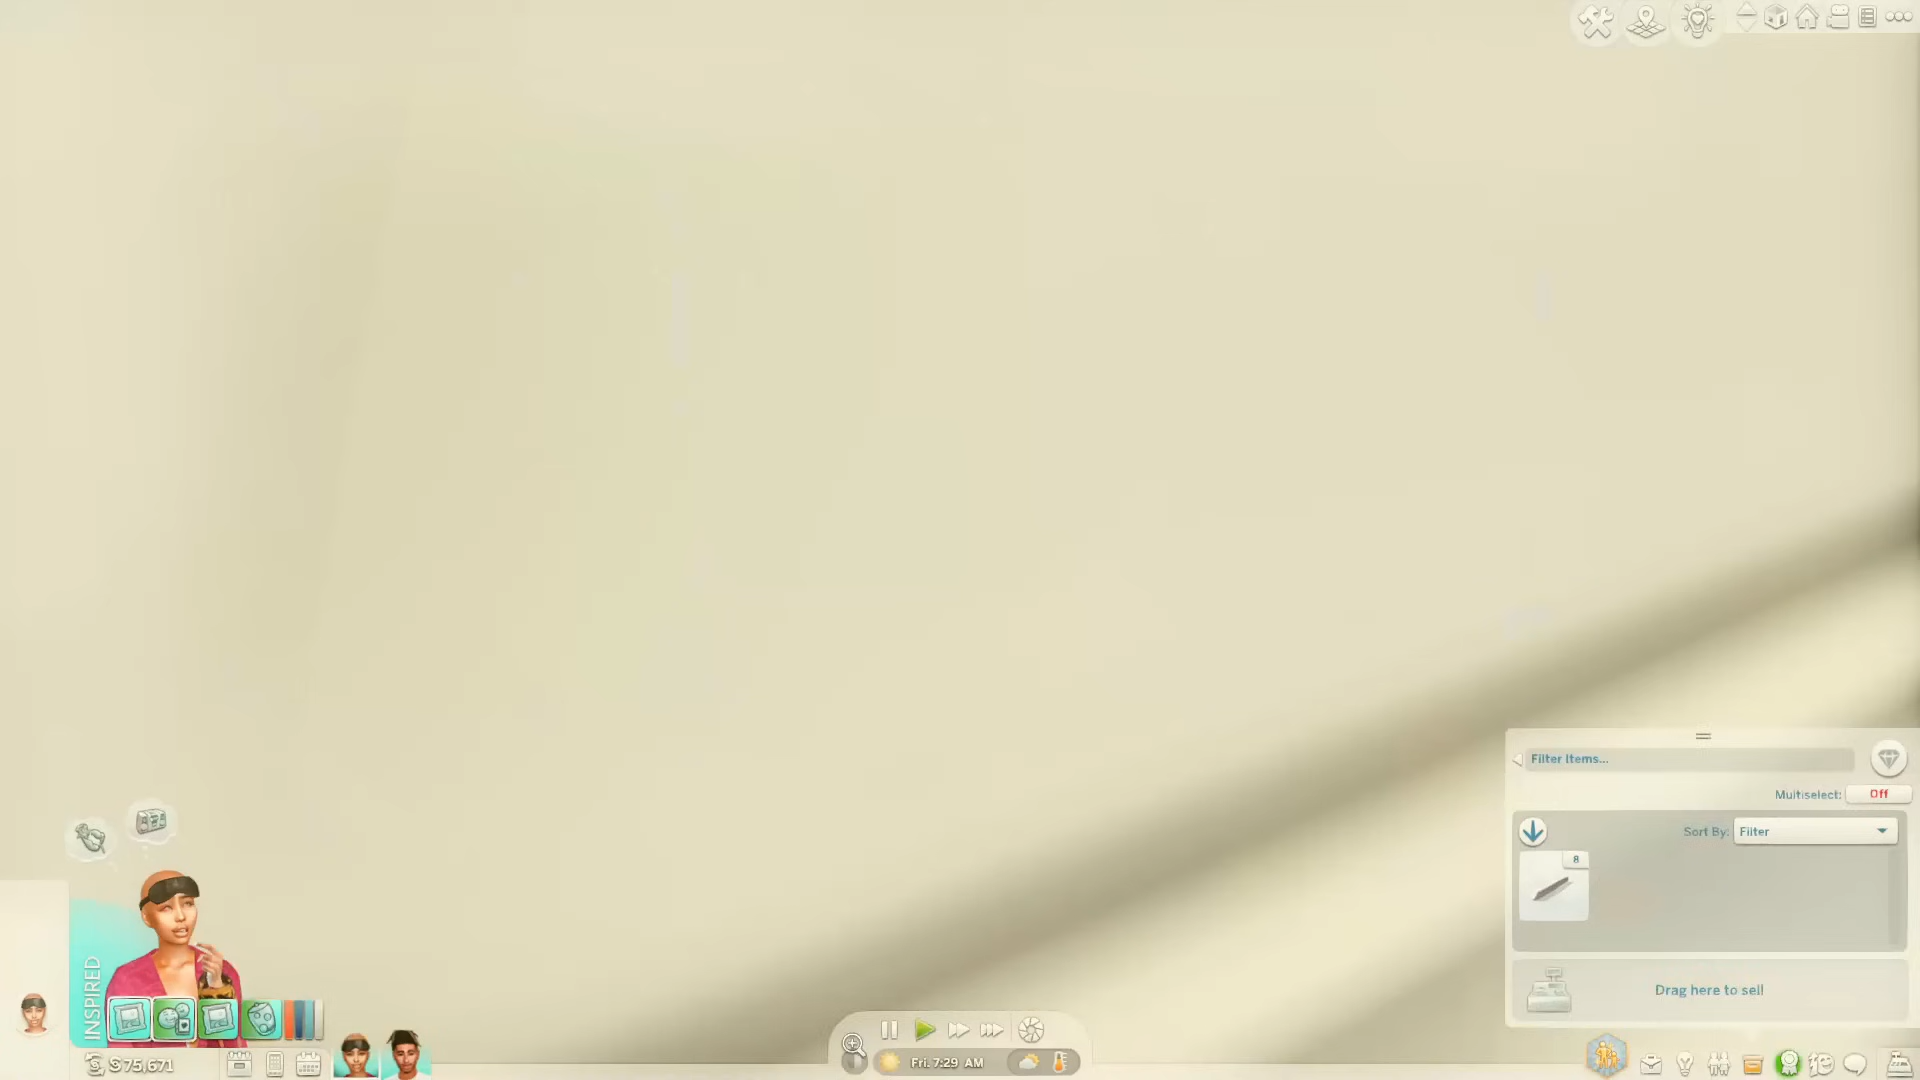 Filter Items...
Multiselect: Off
Sort By: Filter
8
Drag here to sell
INSPIRED
§75,671
Fri. 7:29 AM